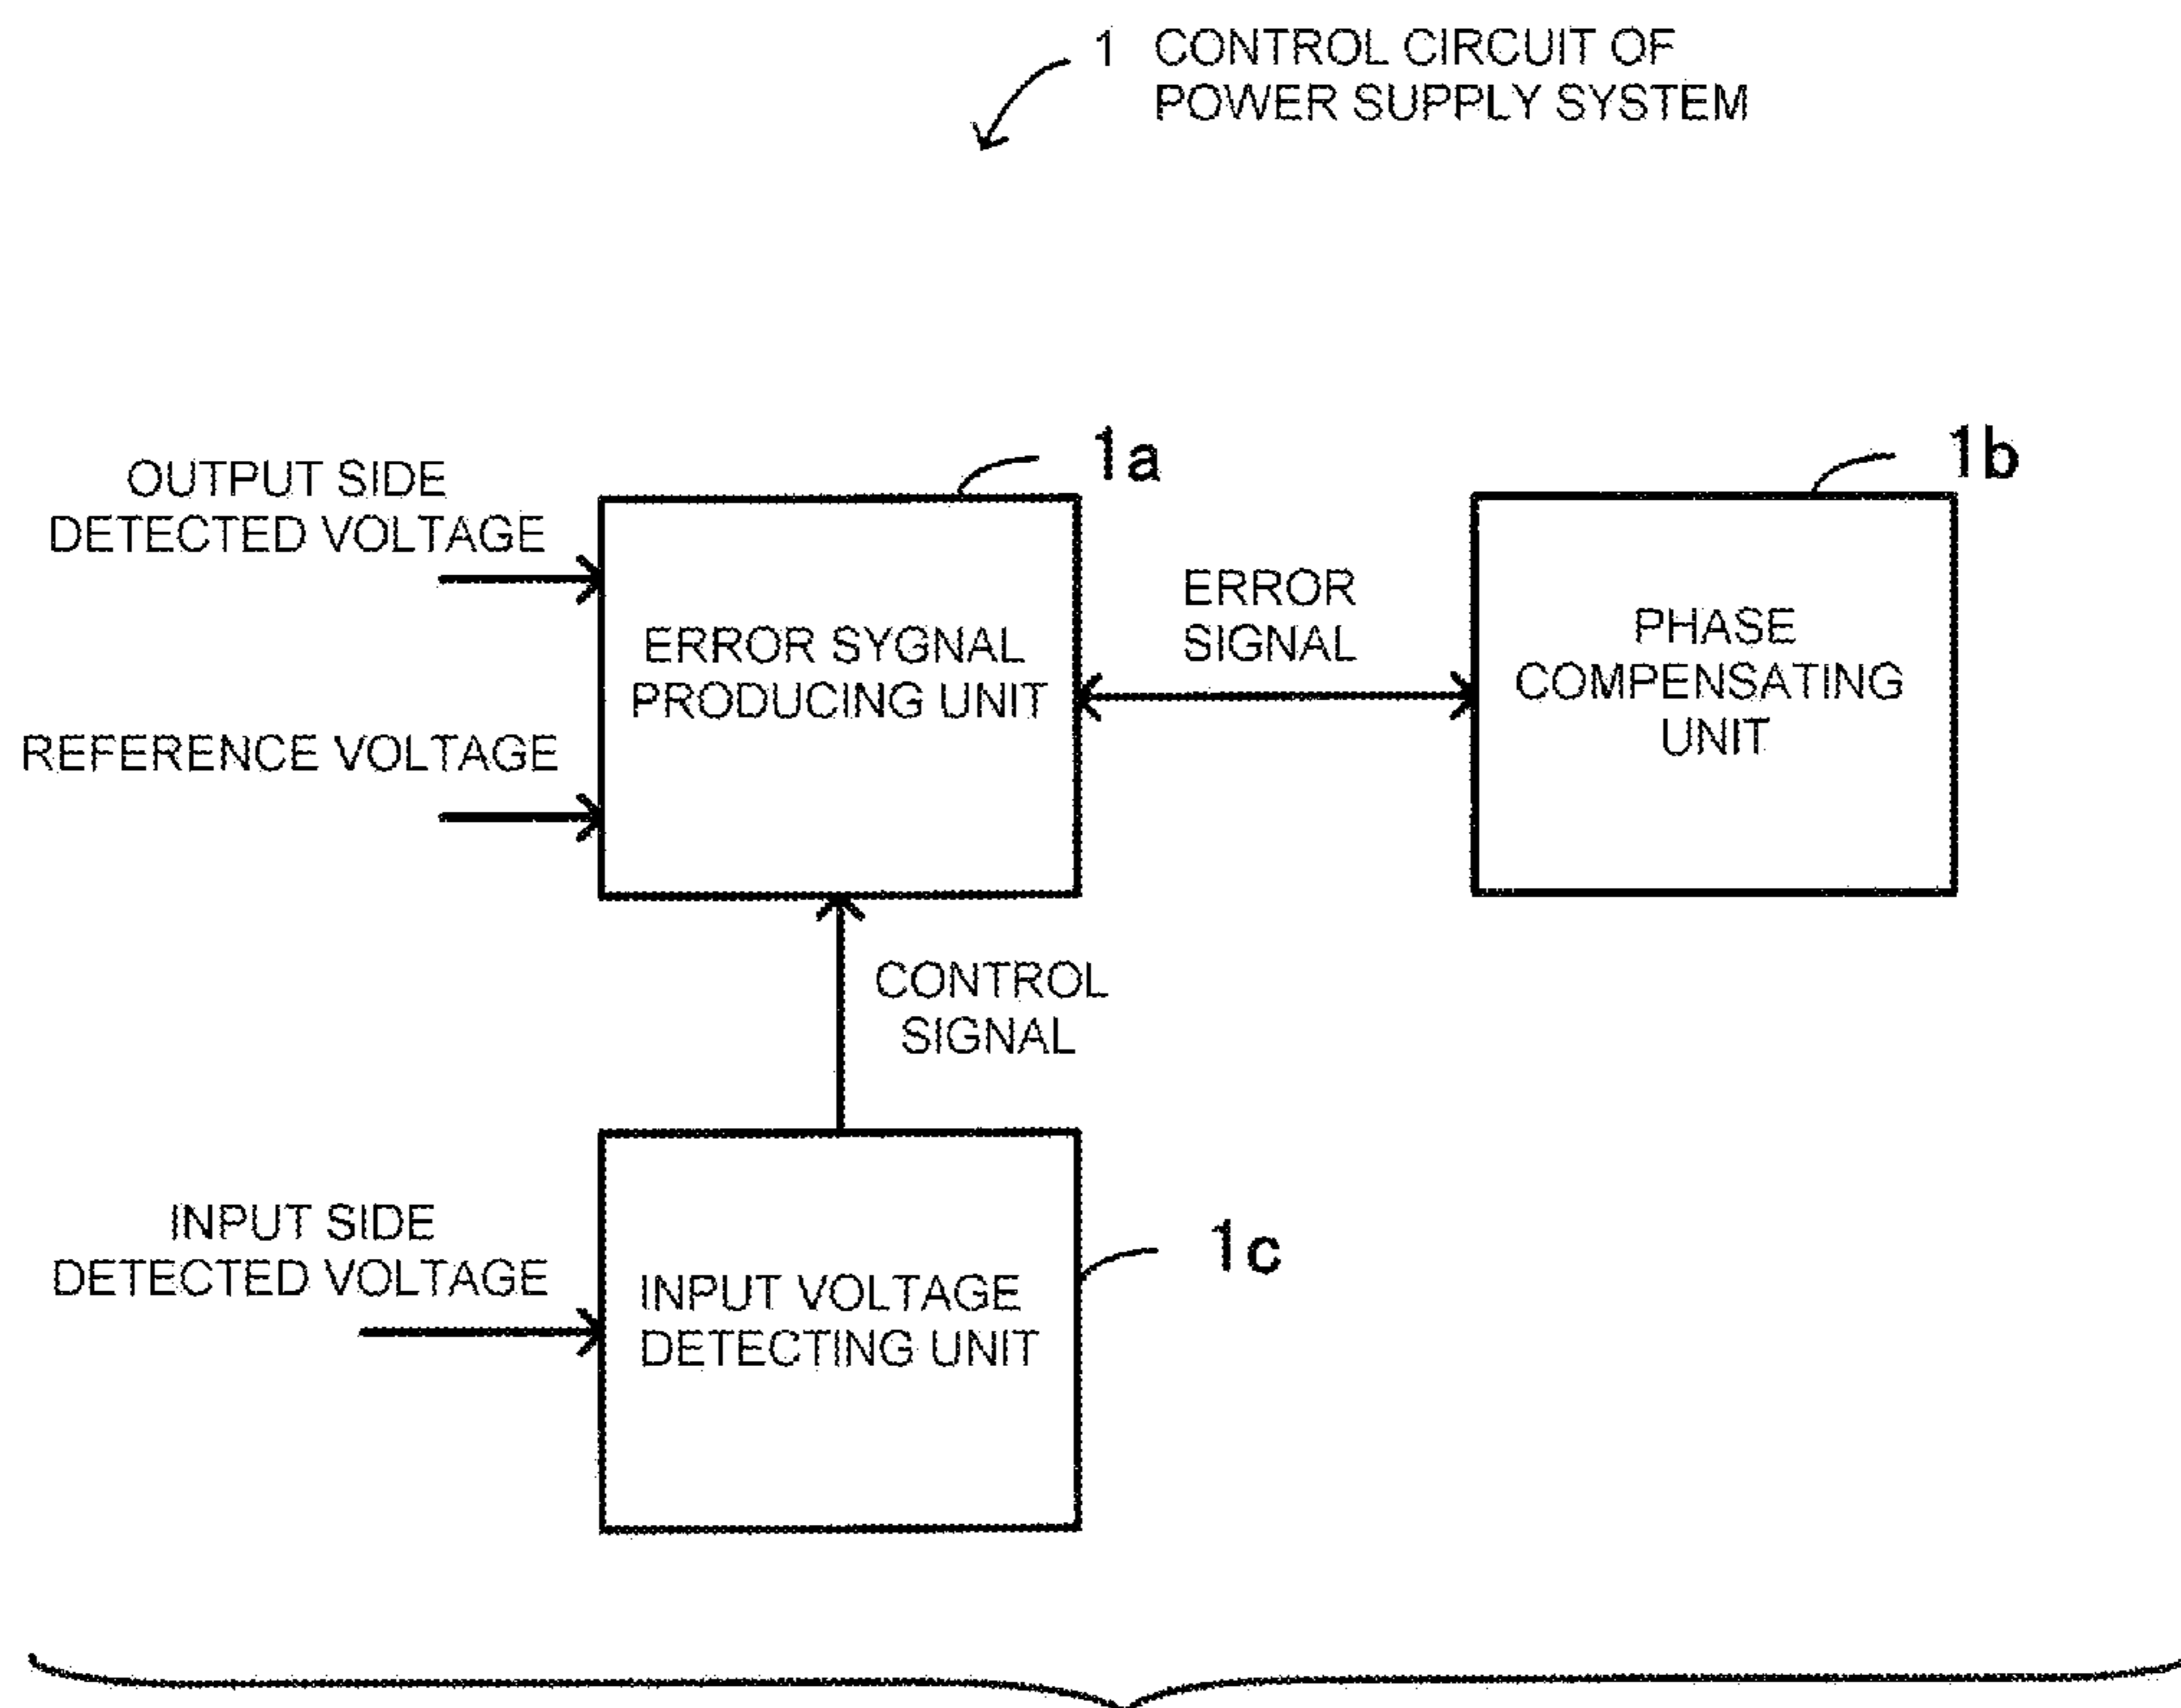 1 CONTROL CIRCUIT OF
POWER SUPPLY SYSTEM
1a
1b
OUTPUT SIDE
DETECTED VOLTAGE
ERROR SYGNAL
PRODUCING UNIT
ERROR
SIGNAL
PHASE
COMPENSATING
UNIT
REFERENCE VOLTAGE
CONTROL
SIGNAL
INPUT SIDE
DETECTED VOLTAGE
INPUT VOLTAGE
DETECTING UNIT
1c